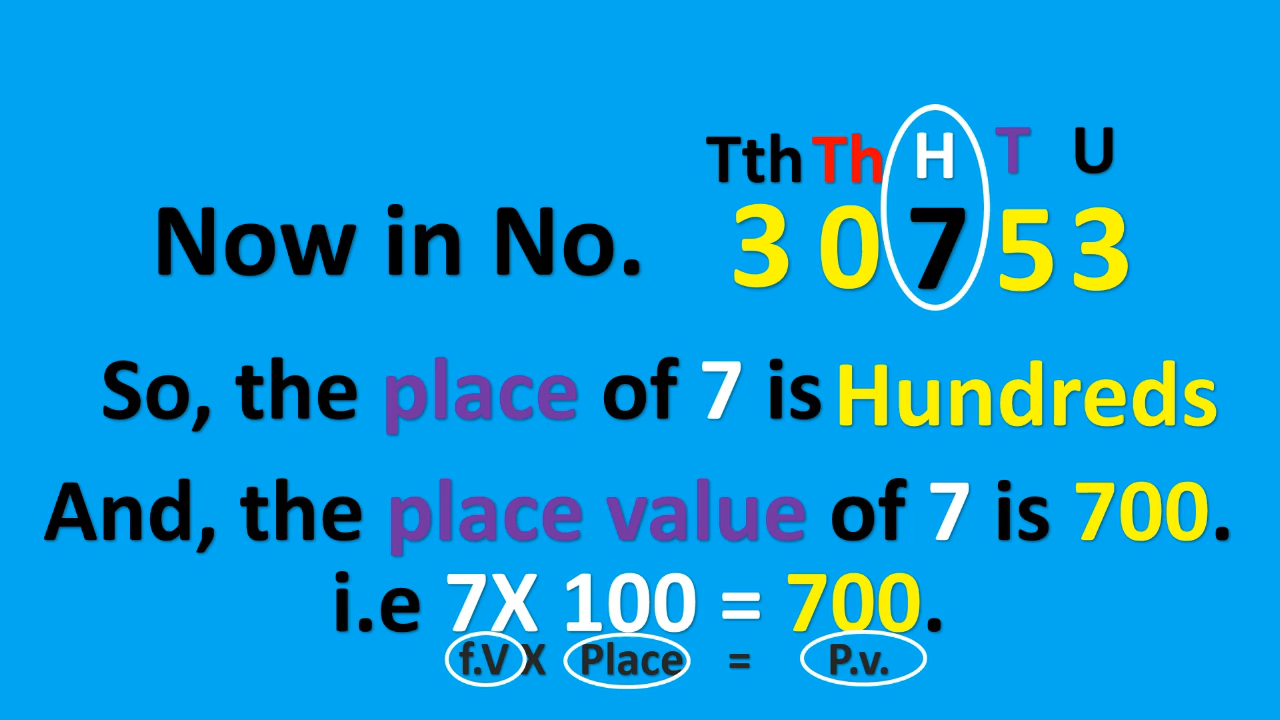 Tth Th H T U
Now in No. 3 0 7 5 3
So, the place of 7 is Hundreds
And, the place value of 7 is 700.
i.e 7X 100 = 700.
f.V X Place = P.v.